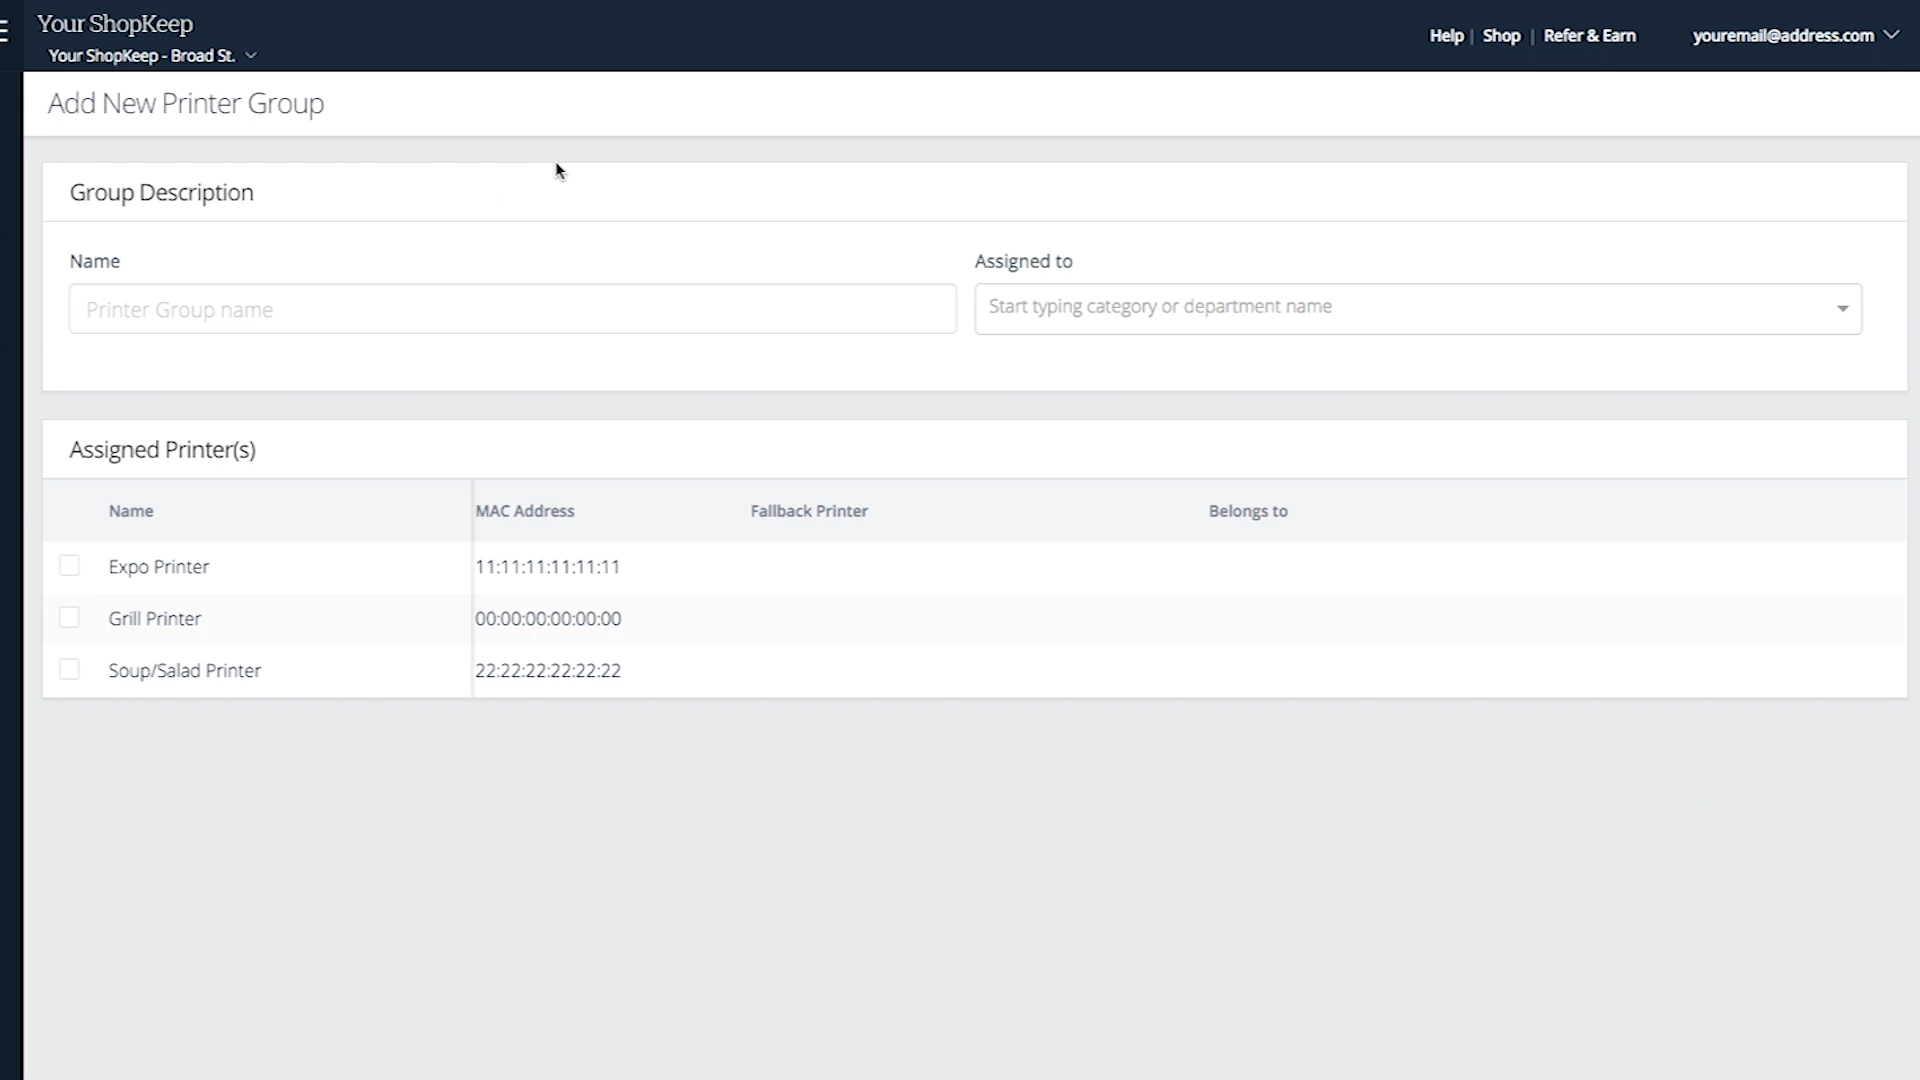 Your ShopKeep
Your ShopKeep - Broad St.
Help | Shop | Refer & Earn youremail@address.com
Add New Printer Group
Group Description
Name Assigned to
Printer Group name Start typing category or department name
Assigned Printer(s)
Name MAC Address Fallback Printer Belongs to
Expo Printer 11:11:11:11:11:11
Grill Printer 00:00:00:00:00:00
Soup/Salad Printer 22:22:22:22:22:22